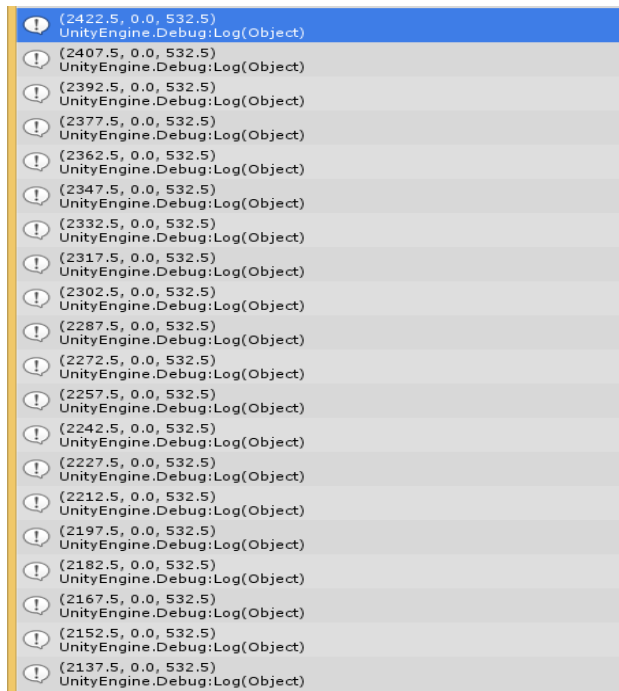 (2422.5, 0.0, 532.5)
UnityEngine.Debug:Log(Object)
(2407.5, 0.0, 532.5)
UnityEngine.Debug:Log(Object)
(2392.5, 0.0, 532.5)
UnityEngine.Debug:Log(Object)
(2377.5, 0.0, 532.5)
UnityEngine.Debug:Log(Object)
(2362.5, 0.0, 532.5)
UnityEngine.Debug:Log(Object)
(2347.5, 0.0, 532.5)
UnityEngine.Debug:Log(Object)
(2332.5, 0.0, 532.5)
UnityEngine.Debug:Log(Object)
(2317.5, 0.0, 532.5)
UnityEngine.Debug:Log(Object)
(2302.5, 0.0, 532.5)
UnityEngine.Debug:Log(Object)
(2287.5, 0.0, 532.5)
UnityEngine.Debug:Log(Object)
(2272.5, 0.0, 532.5)
UnityEngine.Debug:Log(Object)
(2257.5, 0.0, 532.5)
UnityEngine.Debug:Log(Object)
(2242.5, 0.0, 532.5)
UnityEngine.Debug:Log(Object)
(2227.5, 0.0, 532.5)
UnityEngine.Debug:Log(Object)
(2212.5, 0.0, 532.5)
UnityEngine.Debug:Log(Object)
(2197.5, 0.0, 532.5)
UnityEngine.Debug:Log(Object)
(2182.5, 0.0, 532.5)
UnityEngine.Debug:Log(Object)
(2167.5, 0.0, 532.5)
UnityEngine.Debug:Log(Object)
(2152.5, 0.0, 532.5)
UnityEngine.Debug:Log(Object)
(2137.5, 0.0, 532.5)
UnityEngine.Debug:Log(Object)